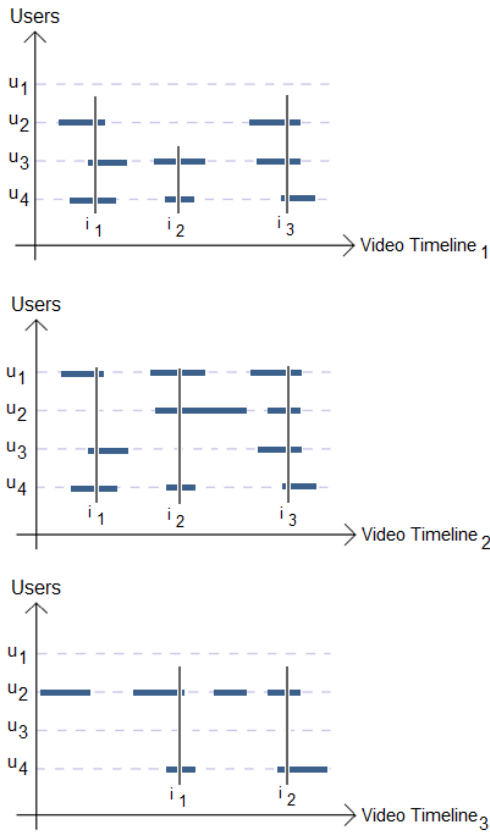 Users
u1
u2
u3
u4
i1 i2 i3
Video Timeline1
Users
u1
u2
u3
u4
i1 i2 i3
Video Timeline2
Users
u1
u2
u3
u4
i1 i2
Video Timeline3